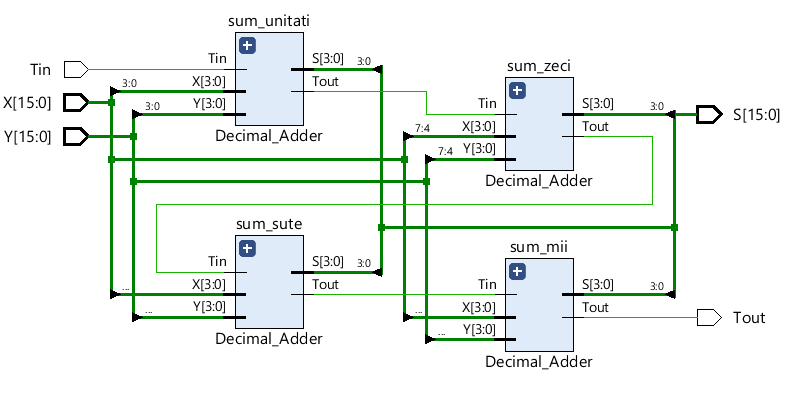 sum_unitati
Tin
X[15:0]
Y[15:0]
3:0
3:0
Tin
X[3:0]
Y[3:0]
S[3:0]
Tout
3:0
Decimal_Adder
sum_zeci
7:4
7:4
Tin
X[3:0]
Y[3:0]
S[3:0]
Tout
3:0
Decimal_Adder
S[15:0]
sum_sute
...
...
Tin
X[3:0]
Y[3:0]
S[3:0]
Tout
3:0
Decimal_Adder
sum_mii
...
...
Tin
X[3:0]
Y[3:0]
S[3:0]
Tout
3:0
Decimal_Adder
Tout